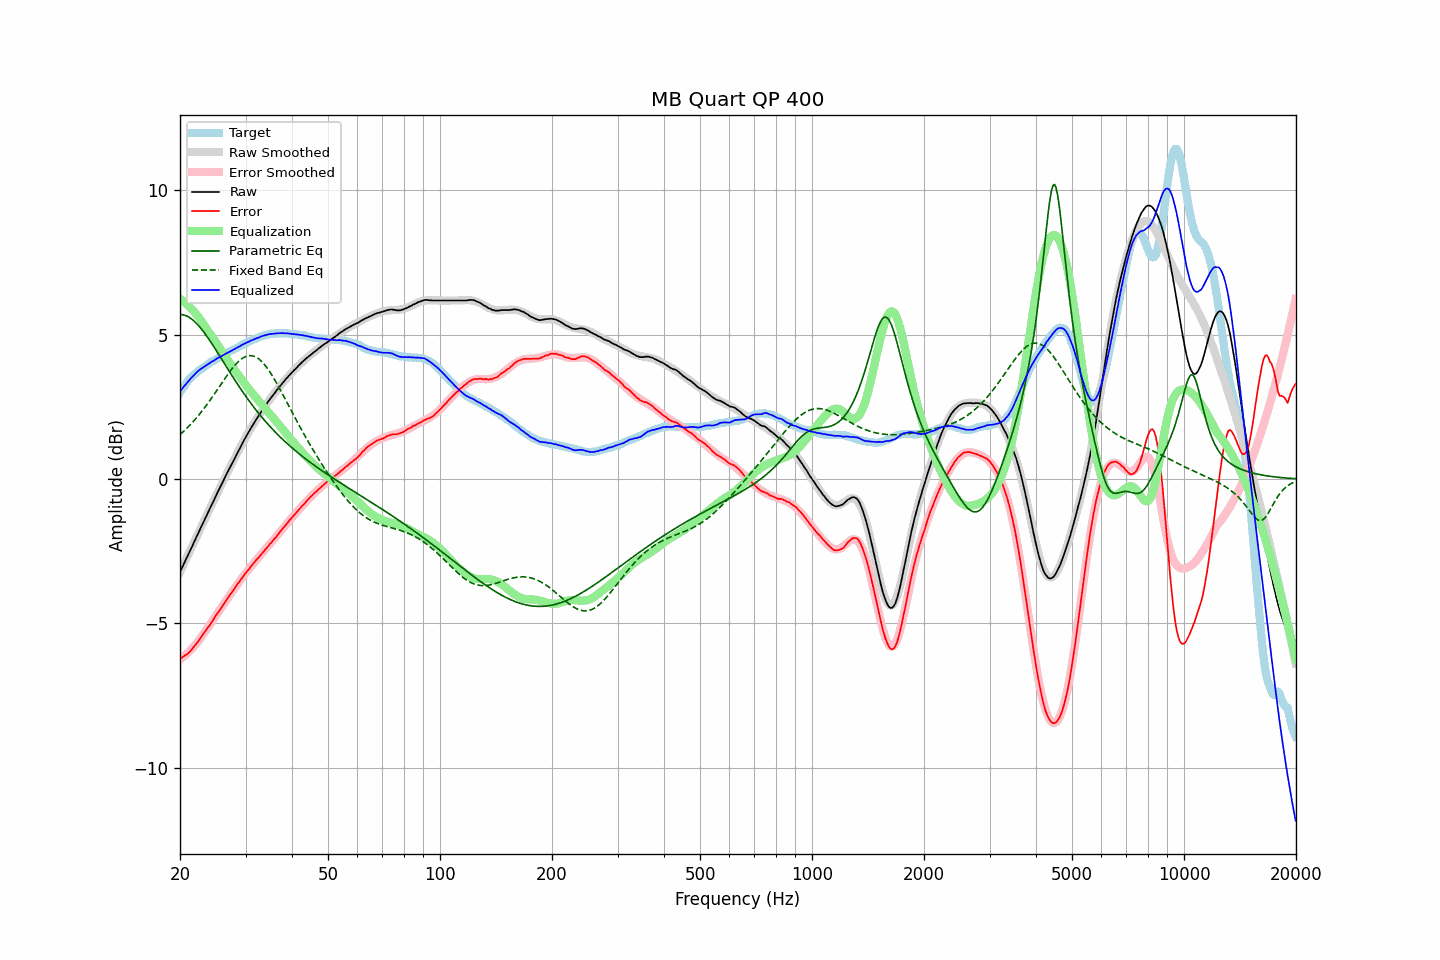 MB Quart QP 400
Target
Raw Smoothed
Error Smoothed
Raw
Error
Equalization
Parametric Eq
Fixed Band Eq
Equalized
10
5
0
−5
−10
Amplitude (dBr)
20 50 100 200 500 1000 2000 5000 10000 20000
Frequency (Hz)